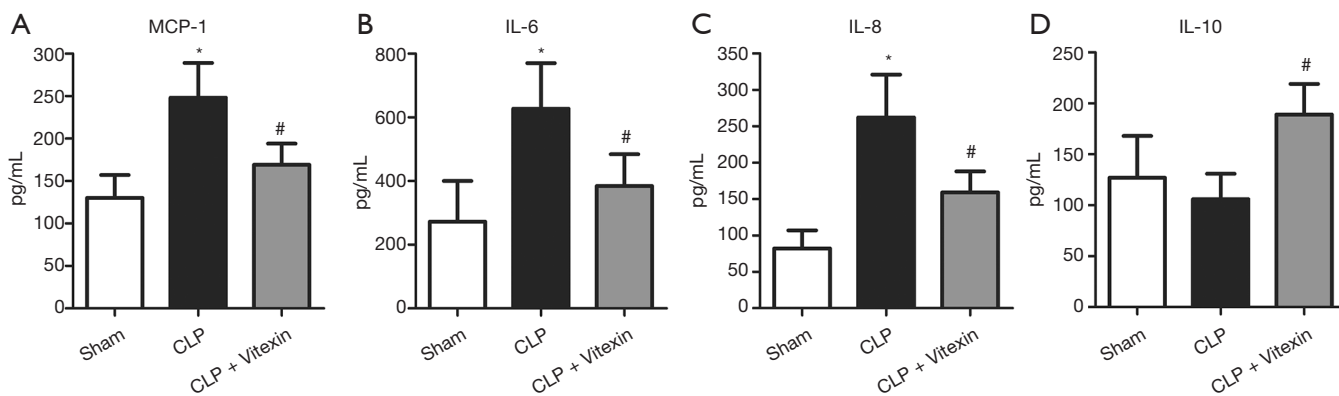 A
MCP-1
pg/mL
300
250
200
150
100
50
0
*
#
Sham
CLP
CLP + Vitexin
B
IL-6
pg/mL
800
600
400
200
0
*
#
Sham
CLP
CLP + Vitexin
C
IL-8
pg/mL
350
300
250
200
150
100
50
0
*
#
Sham
CLP
CLP + Vitexin
D
IL-10
pg/mL
250
200
150
100
50
0
#
Sham
CLP
CLP + Vitexin